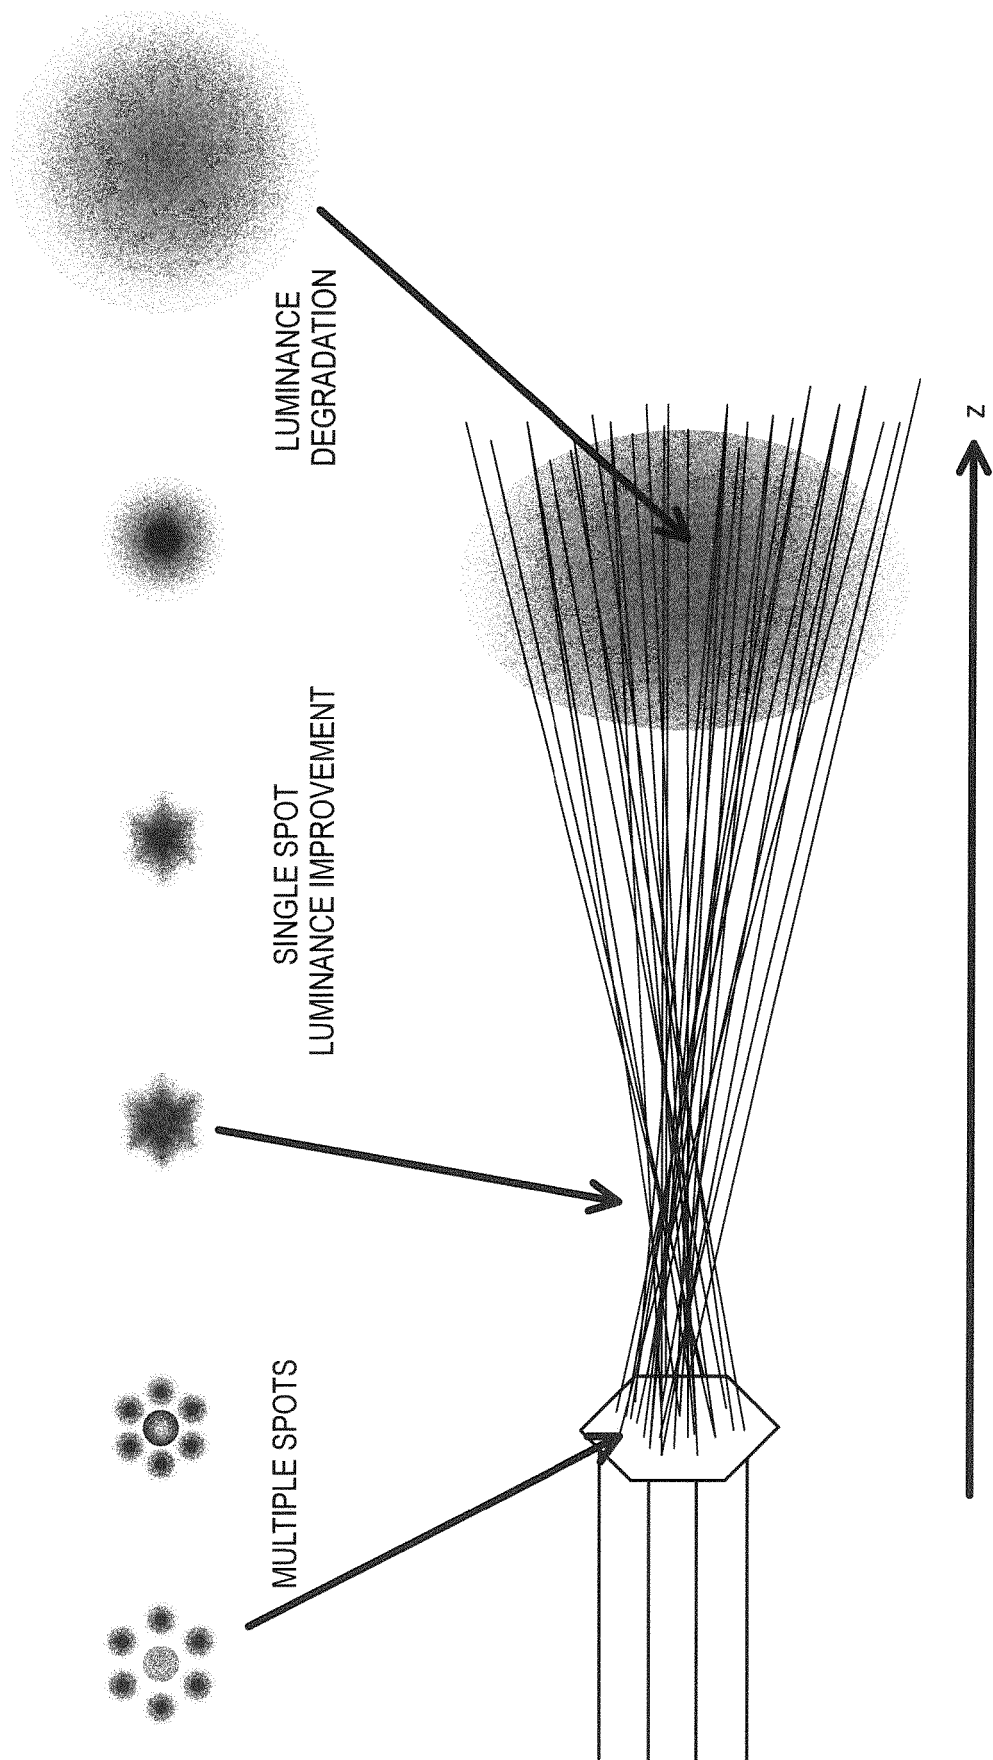 MULTIPLE SPOTS
SINGLE SPOT
LUMINANCE IMPROVEMENT
LUMINANCE
DEGRADATION
z